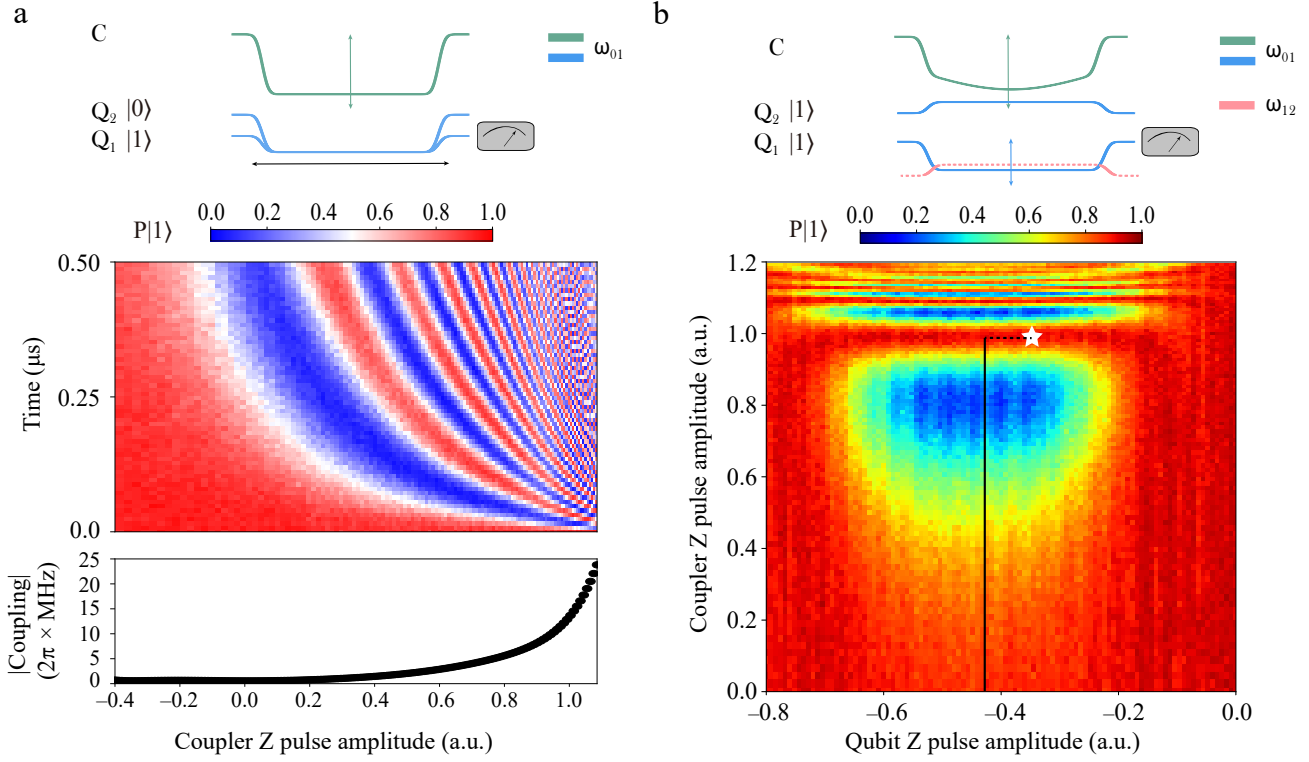 a
C
ω01
Q2 |0⟩
Q1 |1⟩
P|1⟩
0.0 0.2 0.4 0.6 0.8 1.0
0.50
0.25
0.0
Time (μs)
25
20
15
10
5
0
|Coupling|
(2π × MHz)
−0.4 −0.2 0.0 0.2 0.4 0.6 0.8 1.0
Coupler Z pulse amplitude (a.u.)
b
C
ω01
Q2 |1⟩
ω12
Q1 |1⟩
P|1⟩
0.0 0.2 0.4 0.6 0.8 1.0
1.2
1.0
0.8
0.6
0.4
0.2
0.0
Coupler Z pulse amplitude (a.u.)
−0.8 −0.6 −0.4 −0.2 0.0
Qubit Z pulse amplitude (a.u.)